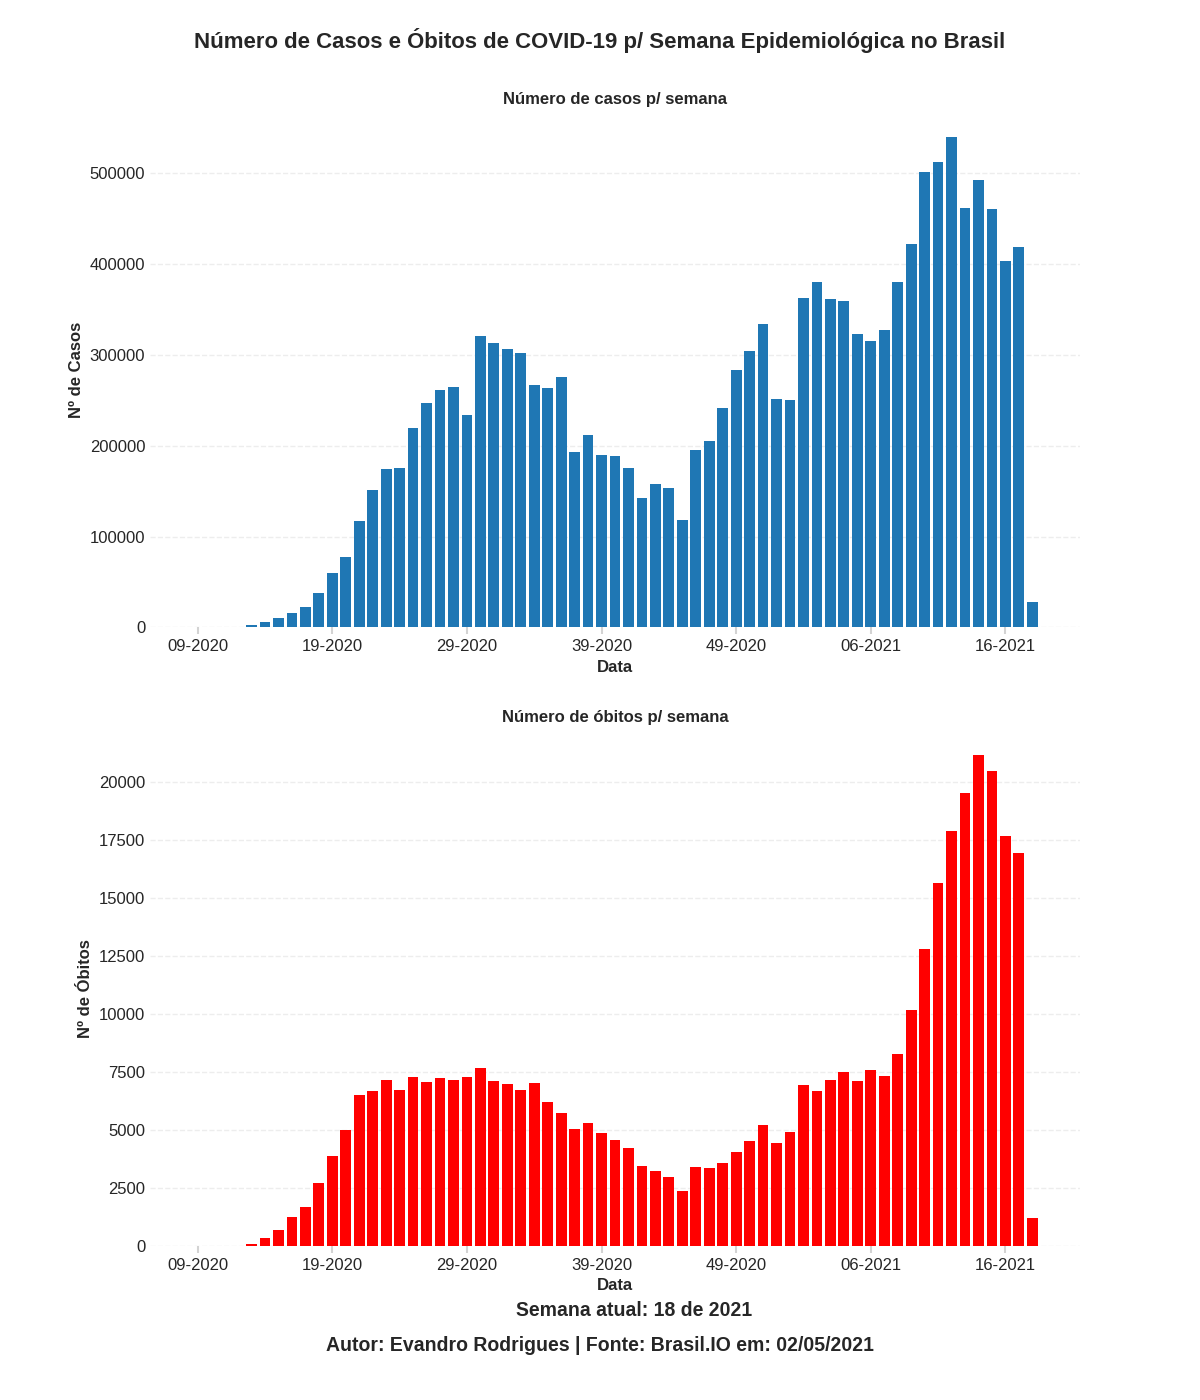 Número de Casos e Óbitos de COVID-19 p/ Semana Epidemiológica no Brasil
Número de casos p/ semana
500000
400000
300000
200000
100000
0
Nº de Casos
09-2020 19-2020 29-2020 39-2020 49-2020 06-2021 16-2021
Data
Número de óbitos p/ semana
20000
17500
15000
12500
10000
7500
5000
2500
0
Nº de Óbitos
09-2020 19-2020 29-2020 39-2020 49-2020 06-2021 16-2021
Data
Semana atual: 18 de 2021
Autor: Evandro Rodrigues | Fonte: Brasil.IO em: 02/05/2021